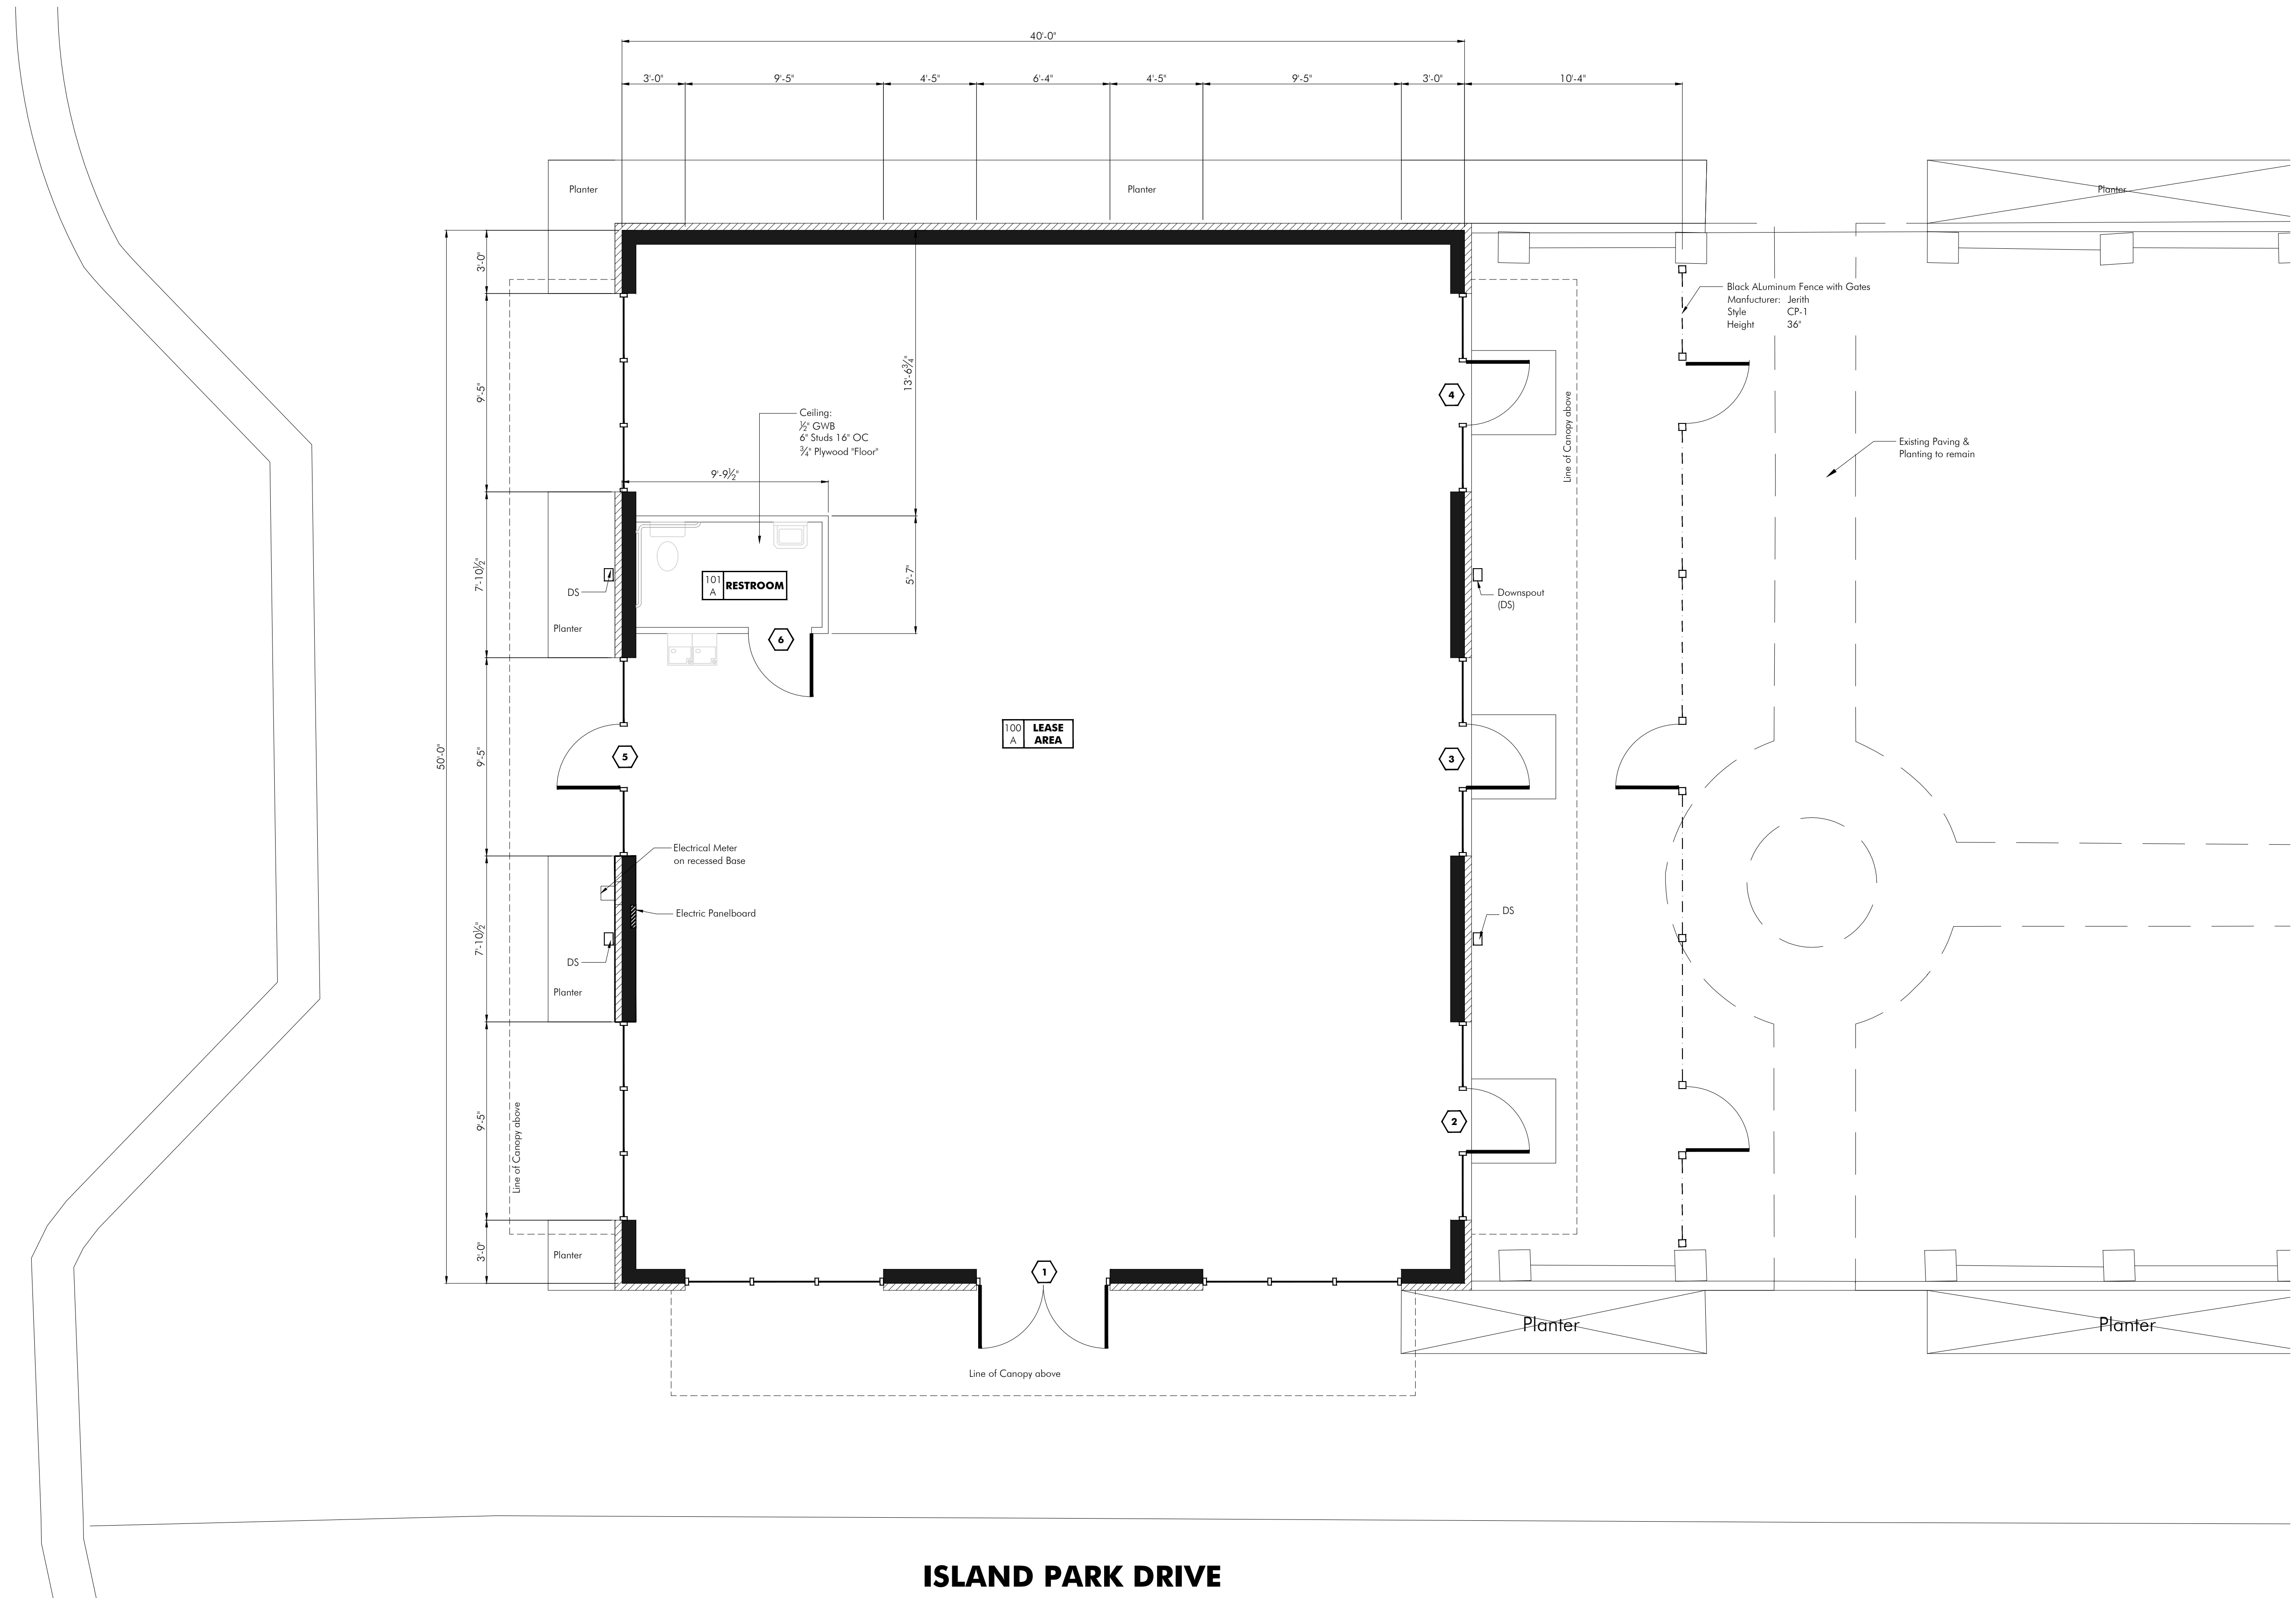 40'-0"
3'-0"
9'-5"
4'-5"
6'-4"
4'-5"
9'-5"
3'-0"
10'-4"
Planter
Planter
Planter
3'-0"
9'-5"
7'-10½"
9'-5"
7'-10½"
9'-5"
3'-0"
50'-0"
Black ALuminum Fence with Gates
Manfucturer: Jerith
Style CP-1
Height 36"
13'-6¾"
4
Line of Canopy above
Ceiling:
½" GWB
6" Studs 16" OC
¾" Plywood "Floor"
Existing Paving &
Planting to remain
9'-9½"
5'-7"
101
A
RESTROOM
DS
Downspout
(DS)
Planter
6
100
A
LEASE
AREA
5
3
Electrical Meter
on recessed Base
Electric Panelboard
DS
DS
Planter
2
Line of Canopy above
Planter
1
Planter
Planter
Line of Canopy above
ISLAND PARK DRIVE